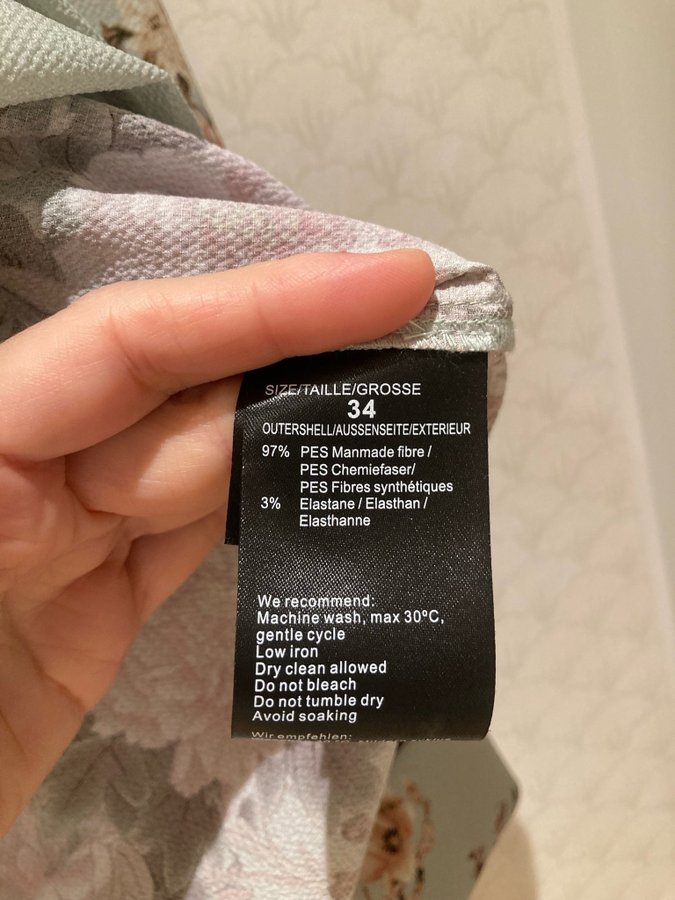 SIZE/TAILLE/GROSSE
34
OUTERSHELL/AUSSENSEITE/EXTERIEUR
97% PES Manmade fibre /
PES Chemiefaser/
PES Fibres synthétiques
3% Elastane / Elasthan /
Elasthanne
We recommend:
Machine wash, max 30ºC,
gentle cycle
Low iron
Dry clean allowed
Do not bleach
Do not tumble dry
Avoid soaking
Wir empfehlen: